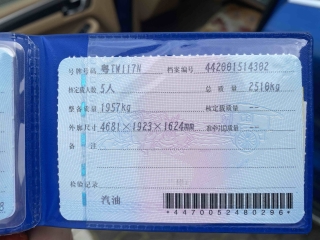 号牌号码 粤TW117N 档案编号 442001514302
核定载人数 5人 总质量 2510kg
整备质量 1957kg 核定载质量 --
外廓尺寸 4681×1923×1624mm 准牵引总质量 --
备注
检验记录
汽油
*4470052480296*